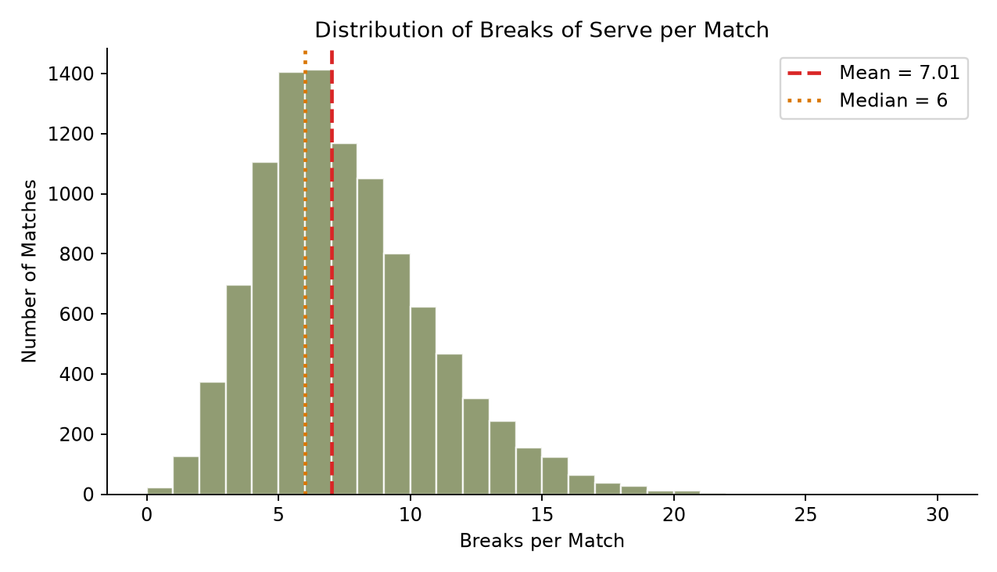 Distribution of Breaks of Serve per Match
Mean = 7.01
Median = 6
Number of Matches
1400
1200
1000
800
600
400
200
0
0 5 10 15 20 25 30
Breaks per Match